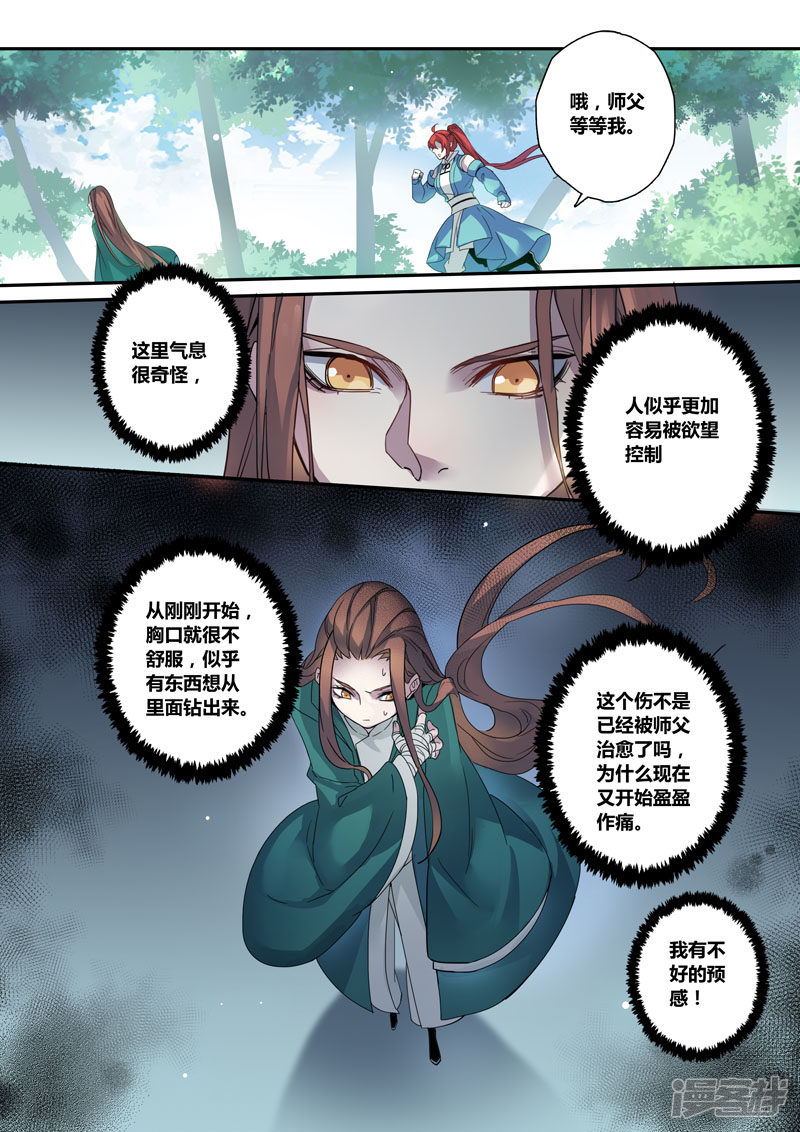 哦，师父
等等我。
这里气息
很奇怪，
人似乎更加
容易被欲望
控制
从刚刚开始，
胸口就很不
舒服，似乎
有东西想从
里面钻出来。
这个伤不是
已经被师父
治愈了吗，
为什么现在
又开始盈盈
作痛。
我有不
好的预
感！
漫客栈